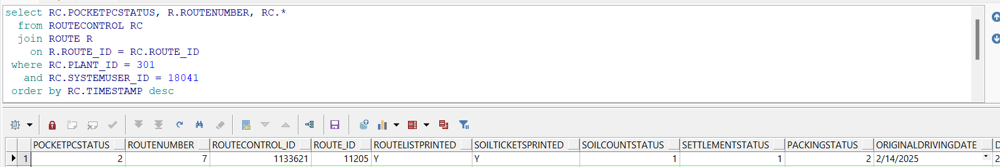 select RC.POCKETPCSTATUS, R.ROUTENUMBER, RC.*
from ROUTECONTROL RC
join ROUTE R
on R.ROUTE_ID = RC.ROUTE_ID
where RC.PLANT_ID = 301
and RC.SYSTEMUSER_ID = 18041
order by RC.TIMESTAMP desc
POCKETPCSTATUS ROUTENUMBER ROUTECONTROL_ID ROUTE_ID ROUTELISTPRINTED SOILTICKETSPRINTED SOILCOUNTSTATUS SETTLEMENTSTATUS PACKINGSTATUS ORIGINALDRIVINGDATE
1 2 7 1133621 11205 Y Y 1 1 2 2/14/2025